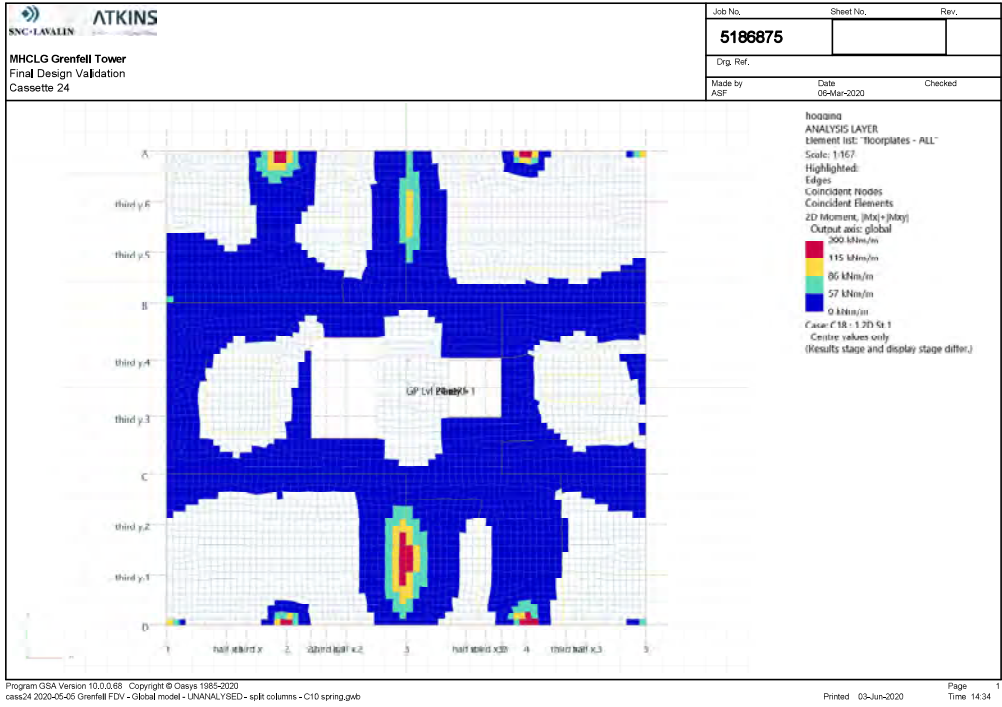 SNC•LAVALIN ATKINS
MHCLG Grenfell Tower
Final Design Validation
Cassette 24
Job No. Sheet No. Rev.
5186875
Drg. Ref.
Made by Date Checked
ASF 06-Mar-2020
hogging
ANALYSIS LAYER
Element list: "floorplates - ALL"
Scale: 1:167
Highlighted:
Edges
Coincident Nodes
Coincident Elements
2D Moment, |Mx|+|Mxy|
Output axis: global
200 kNm/m
115 kNm/m
86 kNm/m
57 kNm/m
0 kNm/m
Case: C18 : 1.2D St 1
Centre values only
(Results stage and display stage differ.)
A
third y.6
third y.5
B
third y.4
GP:Lvl
third y.3
C
third y.2
third y.1
D
1 half 2 3 half 4 5
Program GSA Version 10.0.0.68 Copyright © Oasys 1985-2020
cass24 2020-05-05 Grenfell FDV - Global model - UNANALYSED - split columns - C10 spring.gwb
Page 1
Printed 03-Jun-2020 Time 14:34